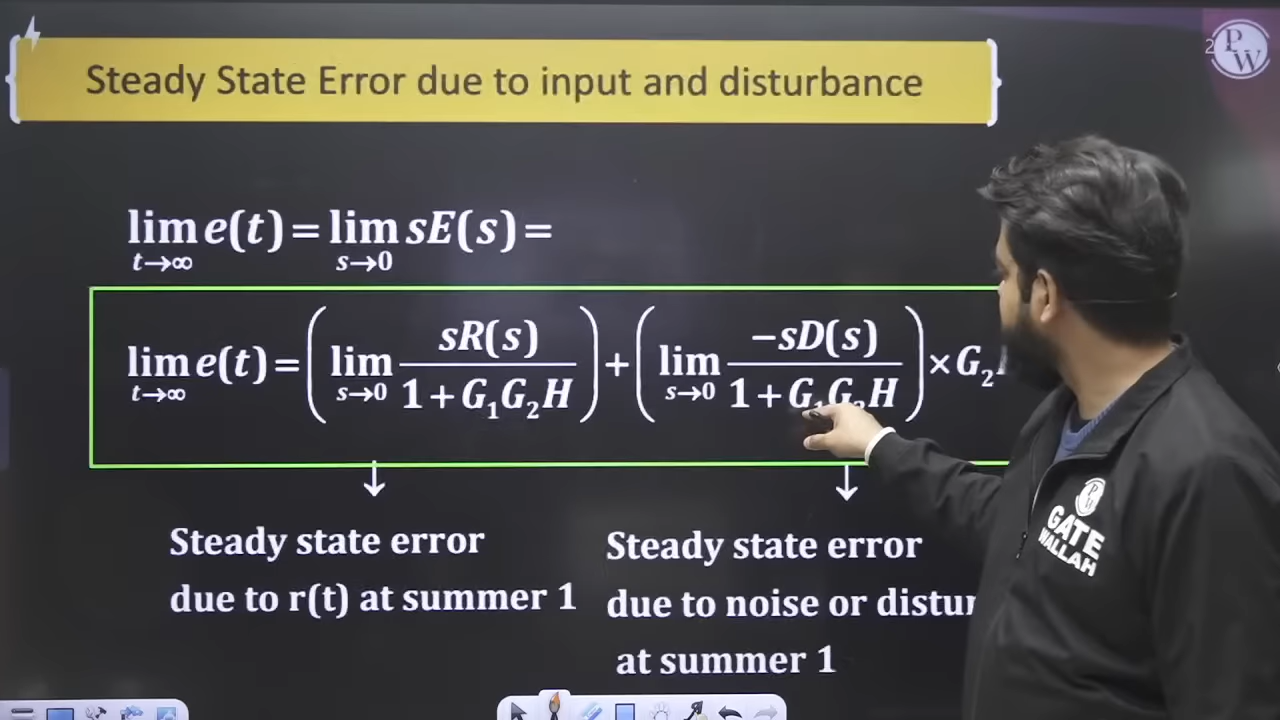 Steady State Error due to input and disturbance
2
PW
lim e(t) = lim sE(s) =
t→∞ s→0
lim e(t) = ( lim sR(s) / 1 + G₁G₂H ) + ( lim −sD(s) / 1 + G₁G₂H ) × G₂
t→∞ s→0 s→0
↓ ↓
Steady state error
due to r(t) at summer 1
Steady state error
due to noise or distur
at summer 1
PW
GATE
WALLAH